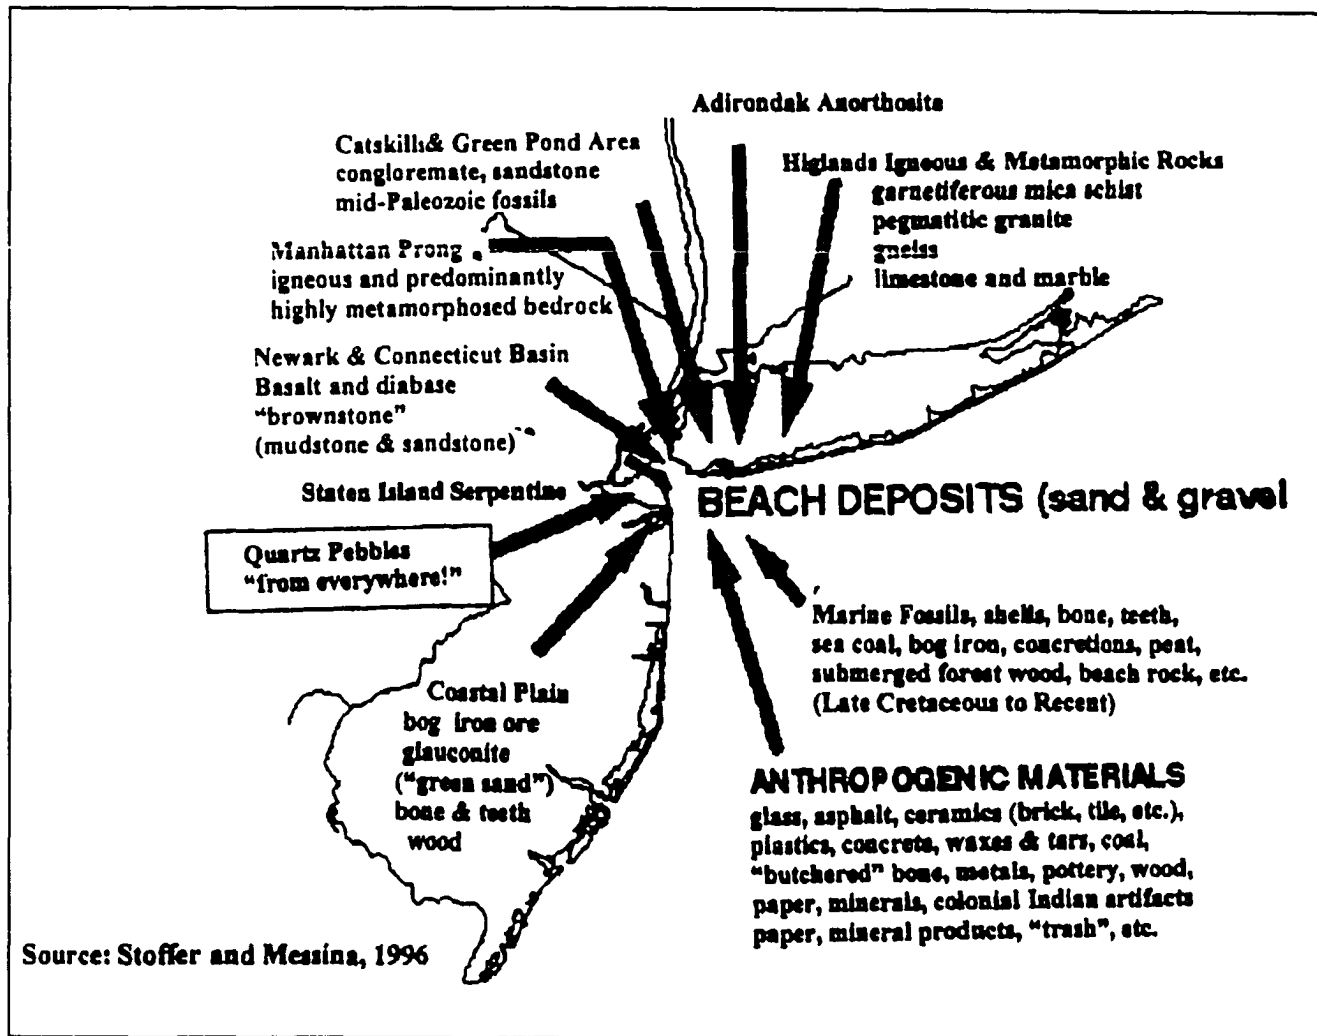 Adirondak Anorthosite
Catskills& Green Pond Area
congloremate, sandstone
mid-Paleozoic fossils
Higlands Igneous & Metamorphic Rocks
garnetiferous mica schist
pegmatitic granite
gneiss
limestone and marble
Manhattan Prong
igneous and predominantly
highly metamorphosed bedrock
Newark & Connecticut Basin
Basalt and diabase
"brownstone"
(mudstone & sandstone)
Staten Island Serpentine
BEACH DEPOSITS (sand & gravel
Quartz Pebbles
"from everywhere!"
Marine Fossils, shells, bone, teeth,
sea coal, bog iron, concretions, peat,
submerged forest wood, beach rock, etc.
(Late Cretaceous to Recent)
Coastal Plain
bog iron ore
glauconite
("green sand")
bone & teeth
wood
ANTHROPOGENIC MATERIALS
glass, asphalt, ceramics (brick, tile, etc.),
plastics, concrete, waxes & tars, coal,
"butchered" bone, metals, pottery, wood,
paper, minerals, colonial Indian artifacts
paper, mineral products, "trash", etc.
Source: Stoffer and Messina, 1996